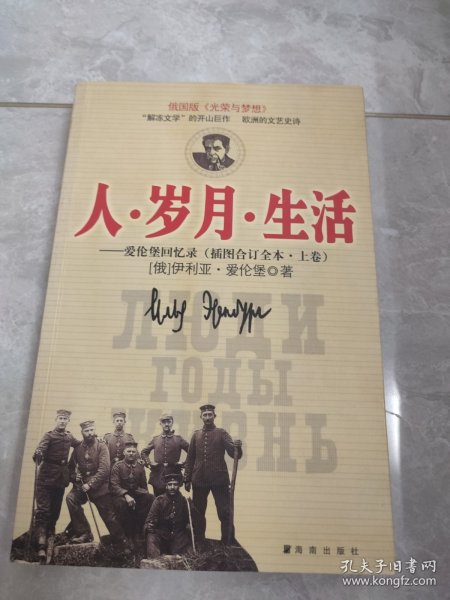 俄国版《光荣与梦想》
“解冻文学”的开山巨作 欧洲的文艺史诗
人·岁月·生活
——爱伦堡回忆录（插图合订全本·上卷）
[俄]伊利亚·爱伦堡◎著
ЛЮДИ
ГОДЫ
ЖИЗНЬ
海南出版社
孔夫子旧书网
www.kongfz.com